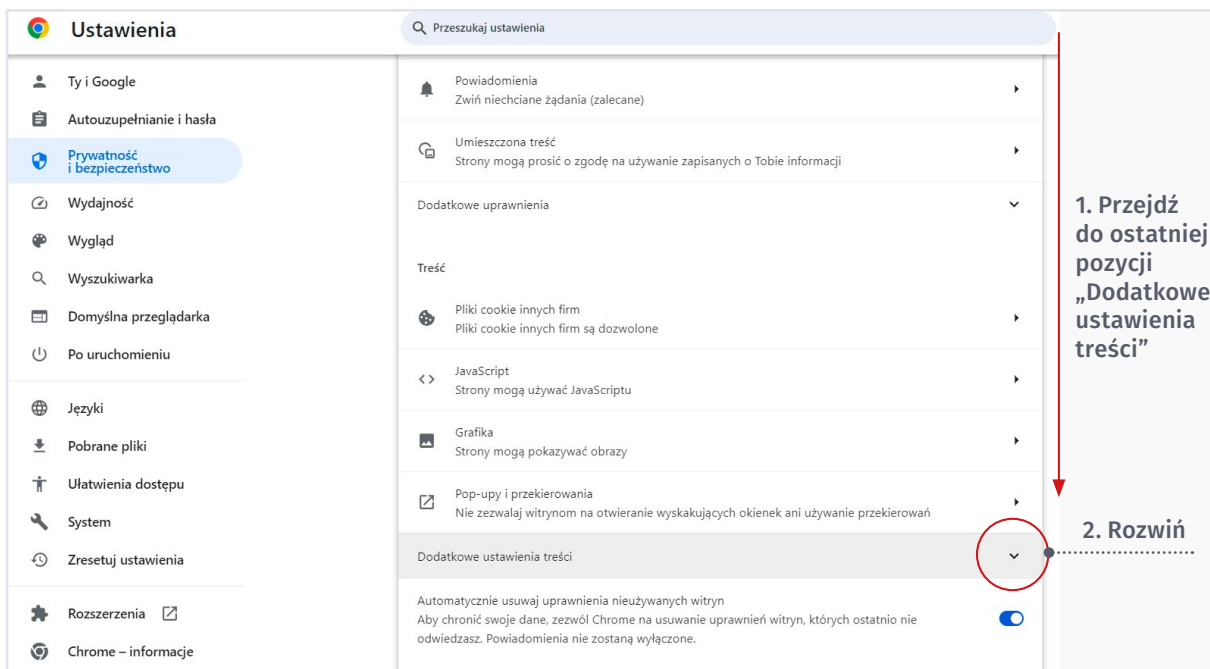 Ustawienia
Przeszukaj ustawienia
Ty i Google
Autouzupełnianie i hasła
Prywatność
i bezpieczeństwo
Wydajność
Wygląd
Wyszukiwarka
Domyślna przeglądarka
Po uruchomieniu
Języki
Pobrane pliki
Ułatwienia dostępu
System
Zresetuj ustawienia
Rozszerzenia
Chrome – informacje
Powiadomienia
Zwiń niechciane żądania (zalecane)
Umieszczona treść
Strony mogą prosić o zgodę na używanie zapisanych o Tobie informacji
Dodatkowe uprawnienia
Treść
Pliki cookie innych firm
Pliki cookie innych firm są dozwolone
JavaScript
Strony mogą używać JavaScriptu
Grafika
Strony mogą pokazywać obrazy
Pop-upy i przekierowania
Nie zezwalaj witrynom na otwieranie wyskakujących okienek ani używanie przekierowań
Dodatkowe ustawienia treści
Automatycznie usuwaj uprawnienia nieużywanych witryn
Aby chronić swoje dane, zezwól Chrome na usuwanie uprawnień witryn, których ostatnio nie
odwiedzasz. Powiadomienia nie zostaną wyłączone.
1. Przejdź
do ostatniej
pozycji
„Dodatkowe
ustawienia
treści”
2. Rozwiń